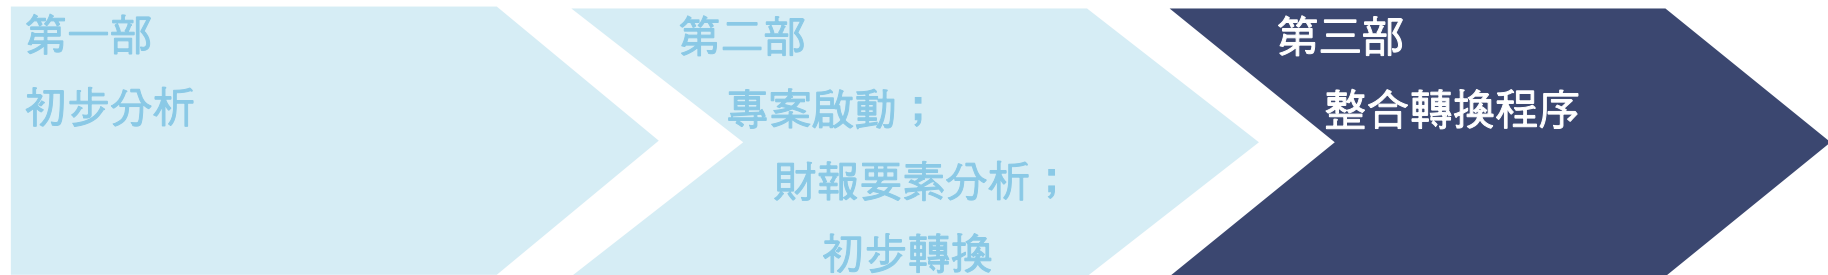 第一部
初步分析
第二部
專案啟動；
財報要素分析；
初步轉換
第三部
整合轉換程序